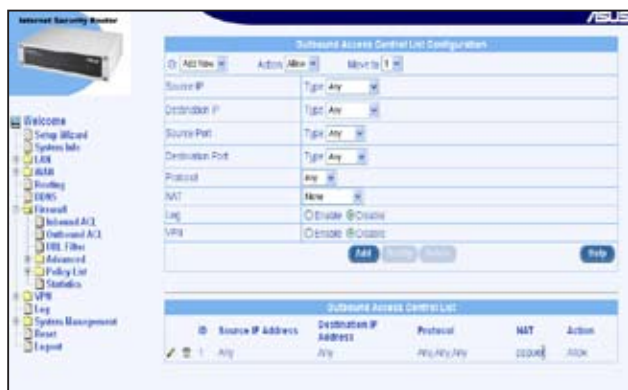 Internet Security Router
ASUS
Welcome
Setup Wizard
System Info
LAN
WAN
Routing
DDNS
Firewall
Inbound ACL
Outbound ACL
URL Filter
Advanced
Policy List
Statistics
VPN
Log
System Management
Reset
Logout
Outbound Access Control List Configuration
ID Add New Action Allow Move to 1
Source IP Type Any
Destination IP Type Any
Source Port Type Any
Destination Port Type Any
Protocol Any
NAT None
Log Enable Disable
VPN Enable Disable
Add Modify Delete Help
Outbound Access Control List
ID Source IP Address Destination IP Address Protocol NAT Action
1 Any Any Any,Any,Any Allow